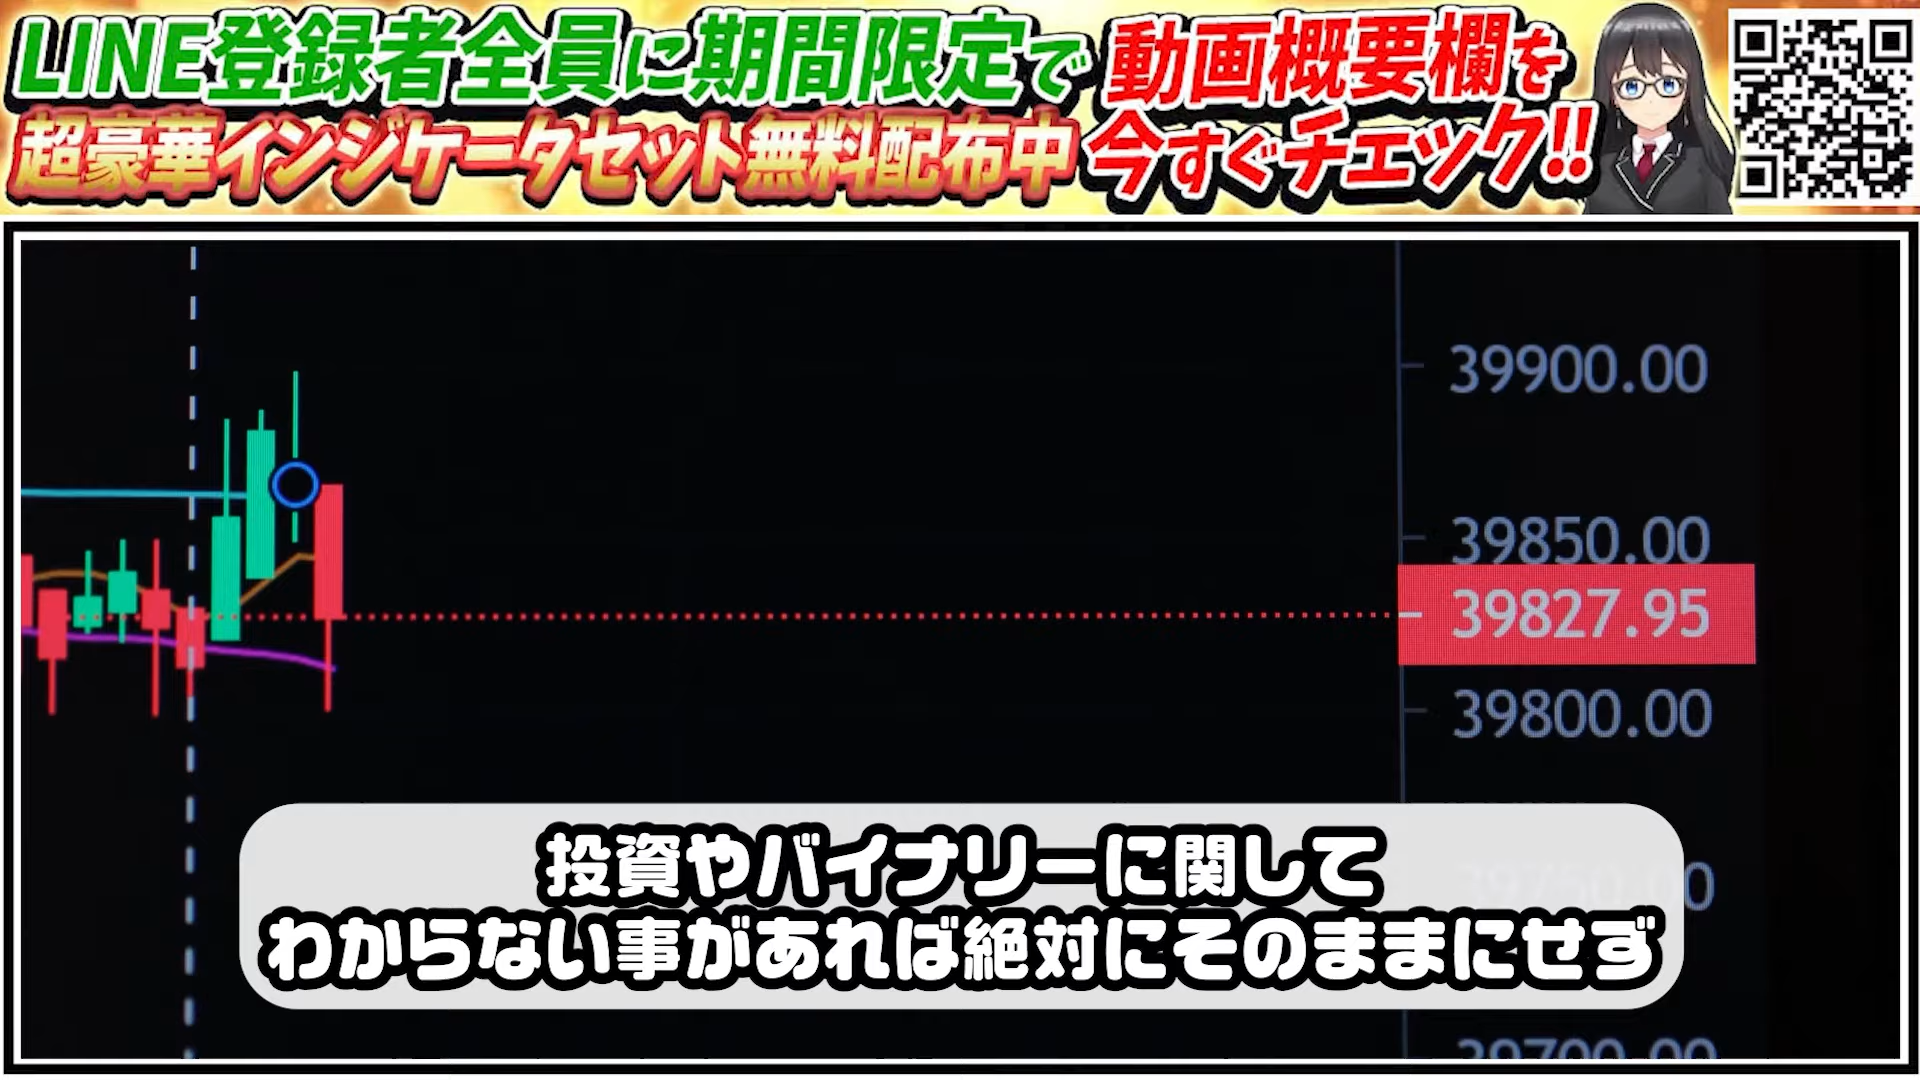 LINE登録者全員に期間限定で
超豪華インジケータセット無料配布中
動画概要欄を
今すぐチェック!!
39900.00
39850.00
39827.95
39800.00
39750.00
投資やバイナリーに関して
わからない事があれば絶対にそのままにせず
39700.00